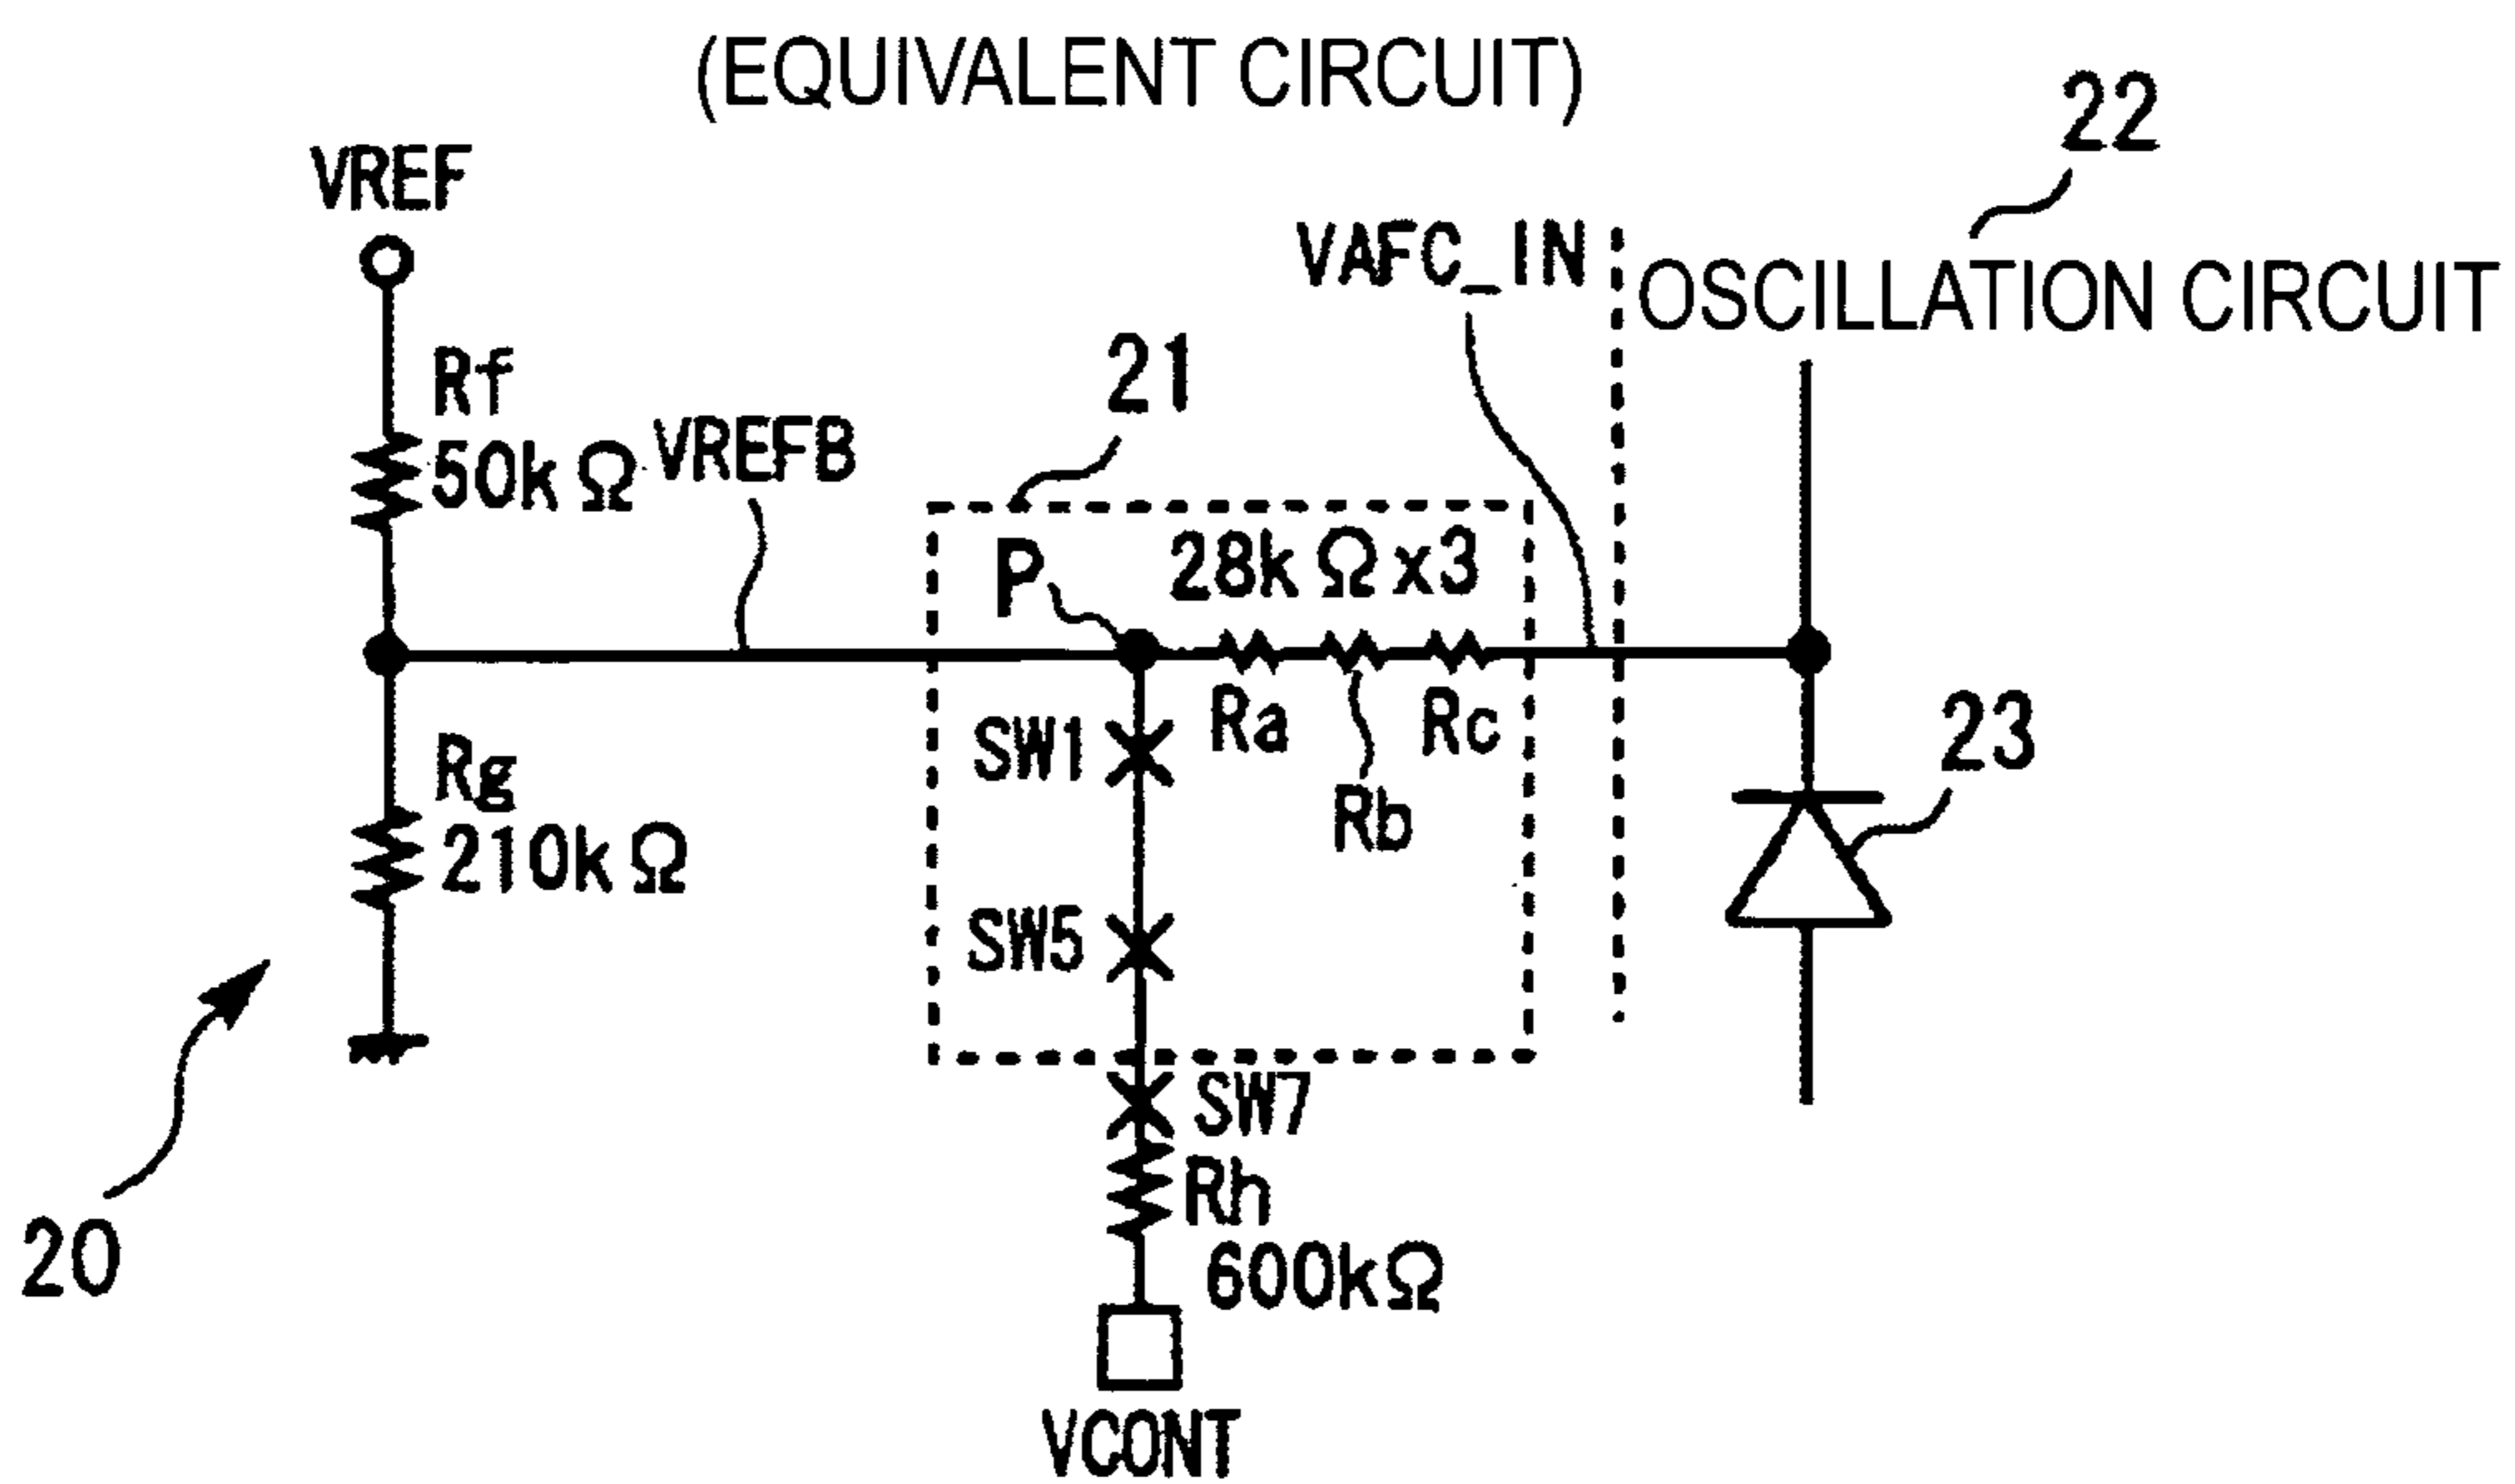 (EQUIVALENT CIRCUIT)
22
VREF
VAFC_IN
OSCILLATION CIRCUIT
21
Rf
50kΩ
VREFB
P
28kΩx3
Ra
Rb
Rc
23
SW1
Rg
210kΩ
SW5
SW7
Rh
600kΩ
20
VCONT